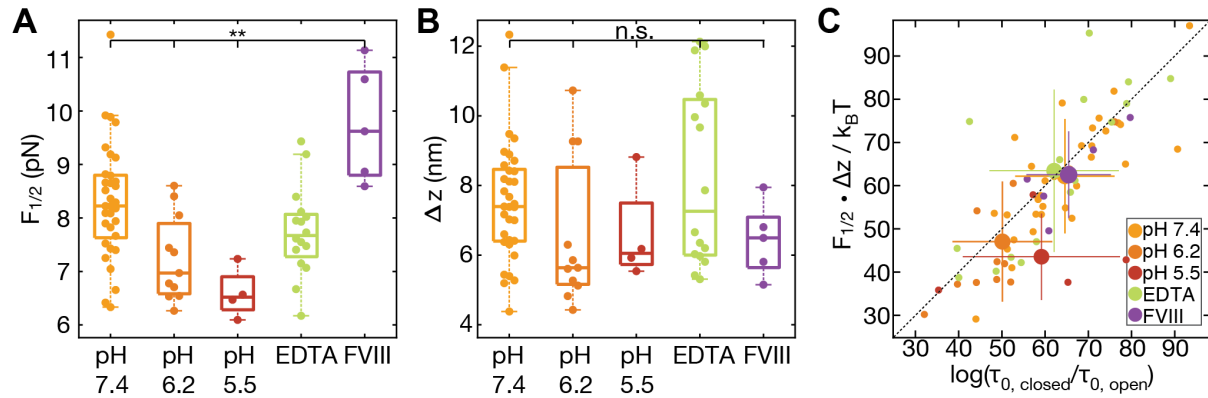 A
F1/2 (pN)
11
10
9
8
7
6
**
pH 7.4
pH 6.2
pH 5.5
EDTA
FVIII
B
Δz (nm)
12
10
8
6
4
n.s.
pH 7.4
pH 6.2
pH 5.5
EDTA
FVIII
C
F1/2 • Δz / kBT
90
80
70
60
50
40
30
30 40 50 60 70 80 90
log(τ0, closed/τ0, open)
pH 7.4
pH 6.2
pH 5.5
EDTA
FVIII